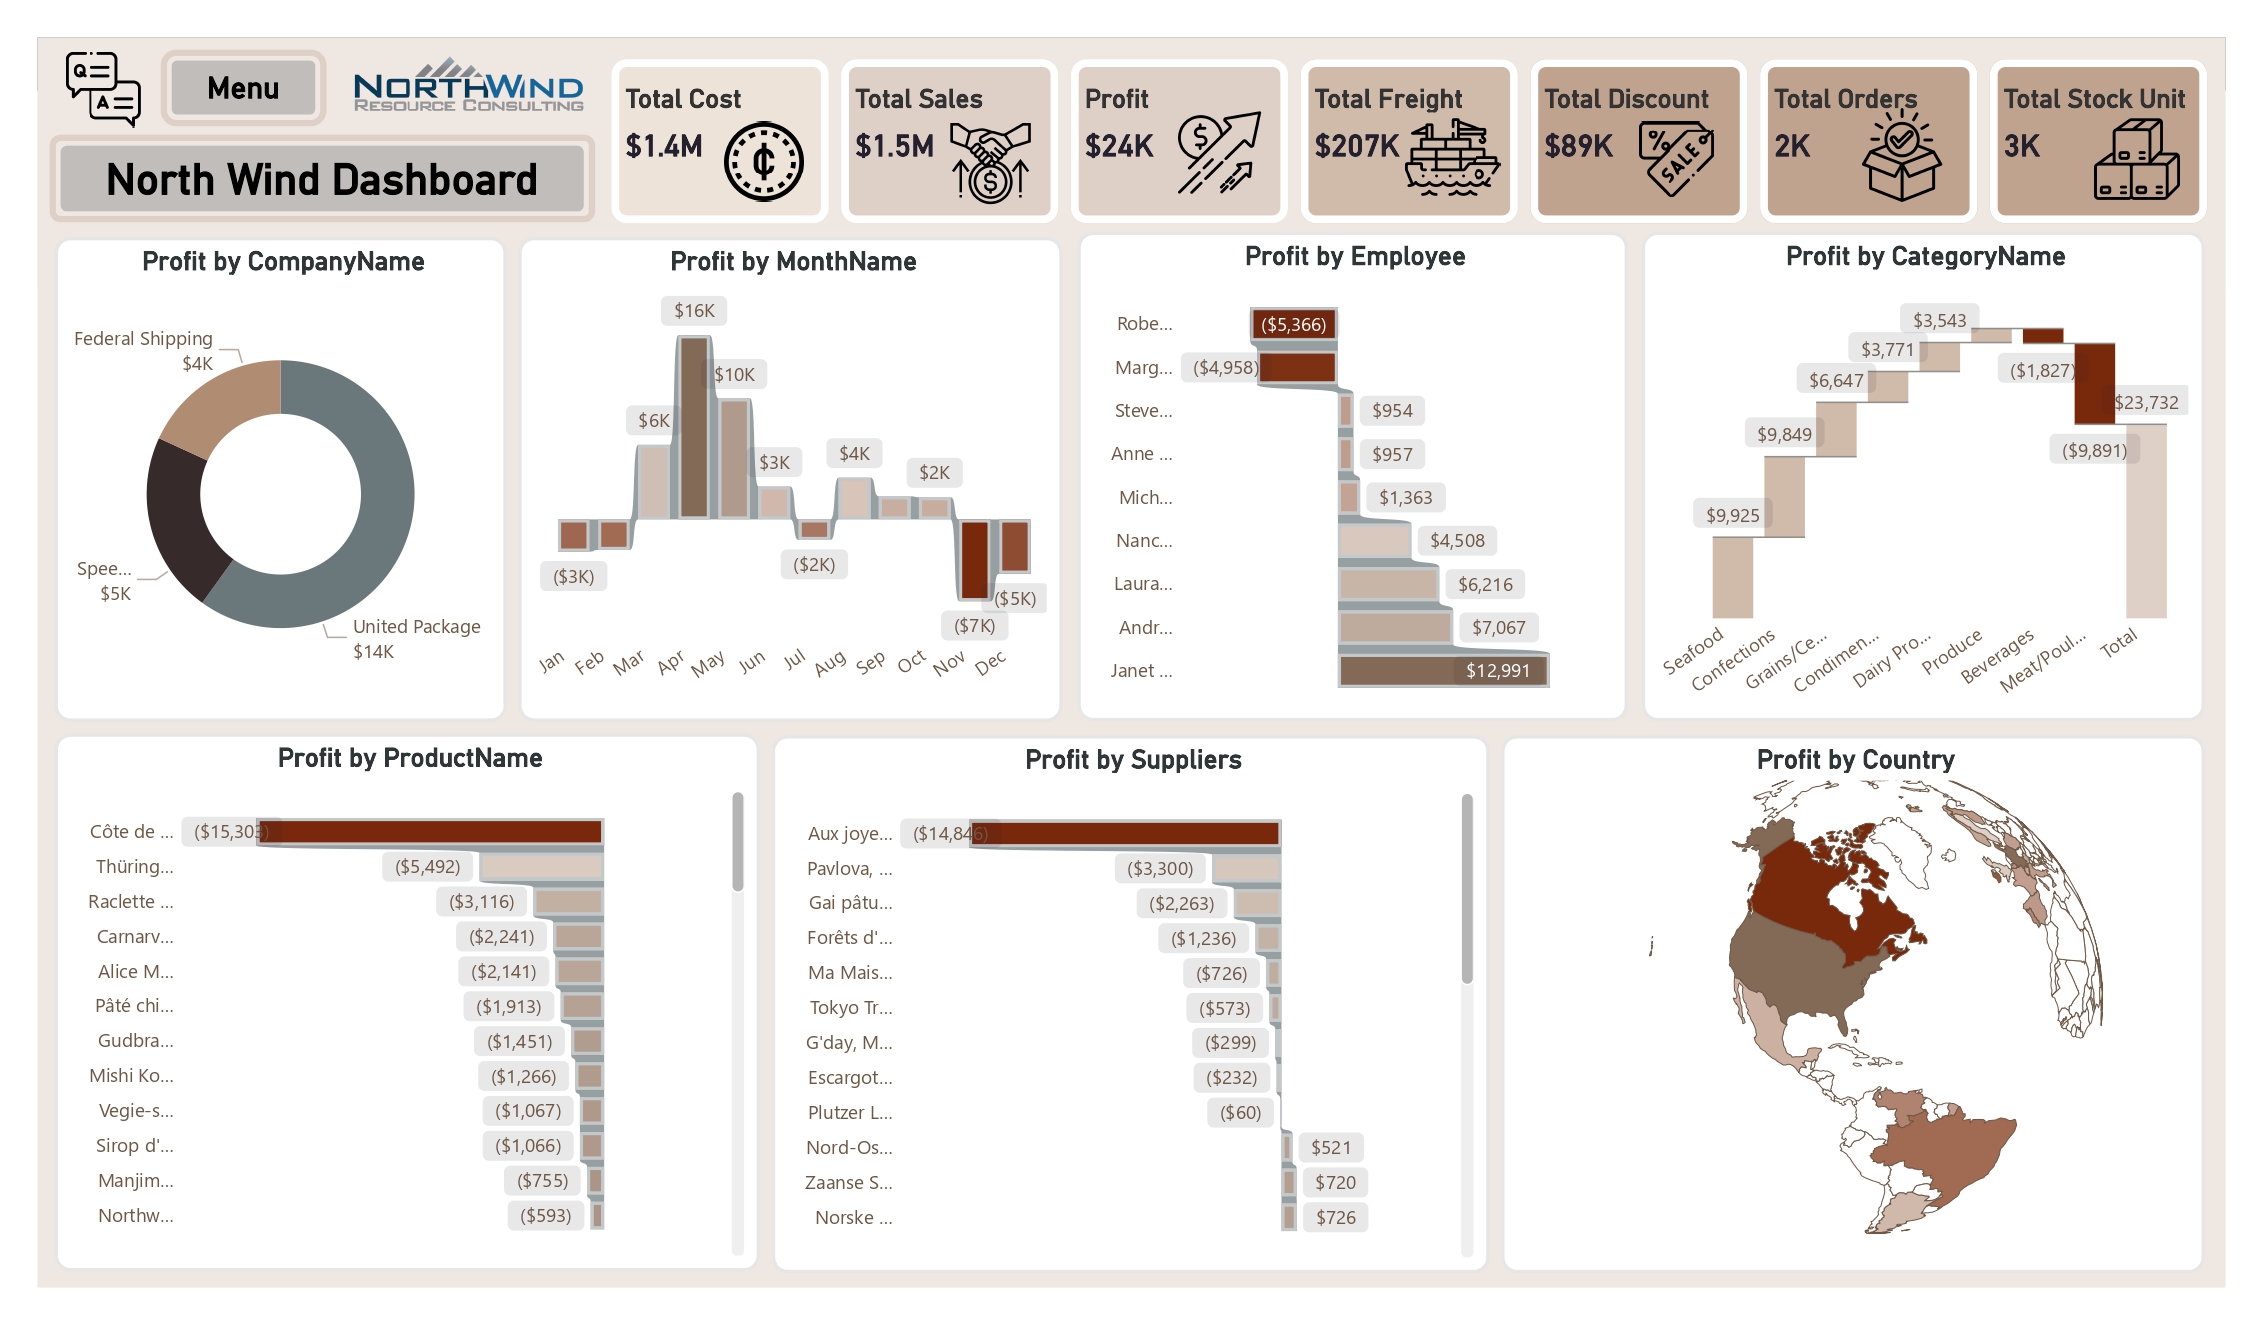 Q
A
Menu
NORTHWIND
RESOURCE CONSULTING
North Wind Dashboard
Total Cost
$1.4M
Total Sales
$1.5M
$
Profit
$24K
$
Total Freight
$207K
Total Discount
$89K
%
SALE
Total Orders
2K
Total Stock Unit
3K
Profit by CompanyName
Federal Shipping
$4K
Spee...
$5K
United Package
$14K
Profit by MonthName
$16K
$10K
$6K
$3K
$4K
$2K
($3K)
($2K)
($5K)
($7K)
Jan
Feb
Mar
Apr
May
Jun
Jul
Aug
Sep
Oct
Nov
Dec
Profit by Employee
Robe... ($5,366)
Marg... ($4,958)
Steve... $954
Anne ... $957
Mich... $1,363
Nanc... $4,508
Laura... $6,216
Andr... $7,067
Janet ... $12,991
Profit by CategoryName
$3,543
$3,771
$6,647
($1,827)
$23,732
$9,849
($9,891)
$9,925
Seafood
Confections
Grains/Ce...
Condimen...
Dairy Pro...
Produce
Beverages
Meat/Poul...
Total
Profit by ProductName
Côte de ... ($15,303)
Thüring... ($5,492)
Raclette ... ($3,116)
Carnarv... ($2,241)
Alice M... ($2,141)
Pâté chi... ($1,913)
Gudbra... ($1,451)
Mishi Ko... ($1,266)
Vegie-s... ($1,067)
Sirop d'... ($1,066)
Manjim... ($755)
Northw... ($593)
Profit by Suppliers
Aux joye... ($14,846)
Pavlova, ... ($3,300)
Gai pâtu... ($2,263)
Forêts d'... ($1,236)
Ma Mais... ($726)
Tokyo Tr... ($573)
G'day, M... ($299)
Escargot... ($232)
Plutzer L... ($60)
Nord-Os... $521
Zaanse S... $720
Norske ... $726
Profit by Country